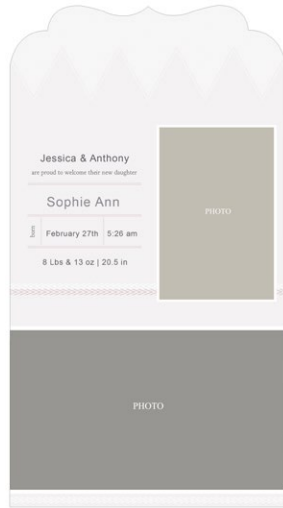 Jessica & Anthony
are proud to welcome their new daughter
Sophie Ann
born
February 27th
5:26 am
8 Lbs & 13 oz | 20.5 in
PHOTO
PHOTO